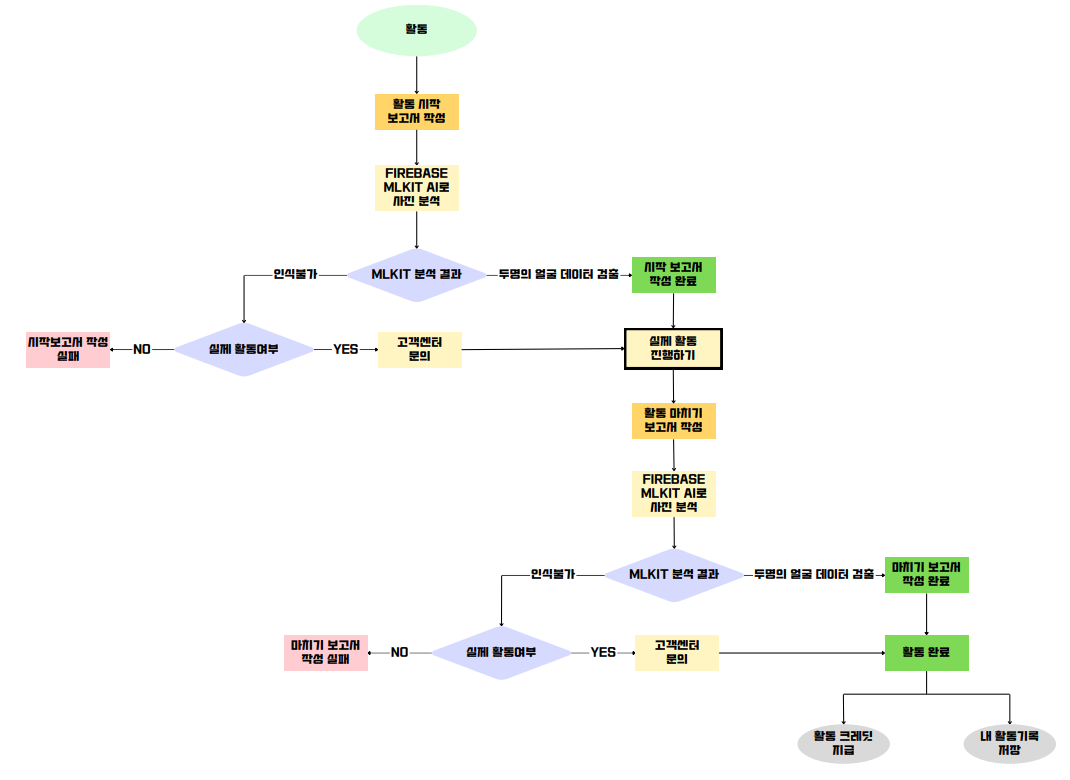 활동
활동 시작
보고서 작성
FIREBASE
MLKIT AI로
사진 분석
인식불가
MLKIT 분석 결과
두명의 얼굴 데이터 검출
시작 보고서
작성 완료
시작보고서 작성
실패
NO
실제 활동여부
YES
고객센터
문의
실제 활동
진행하기
활동 마치기
보고서 작성
FIREBASE
MLKIT AI로
사진 분석
인식불가
MLKIT 분석 결과
두명의 얼굴 데이터 검출
마치기 보고서
작성 완료
마치기 보고서
작성 실패
NO
실제 활동여부
YES
고객센터
문의
활동 완료
활동 크레딧
지급
내 활동기록
저장